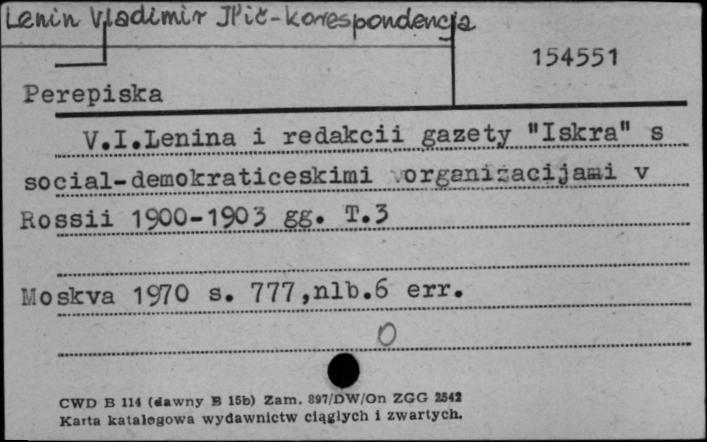 Lenin Vladimir Il'ič-korespondencja
154551
Perepiska
V.I.Lenina i redakcii gazety "Iskra" s
social-demokraticeskimi organizacijami v
Rossii 1900-1903 gg. T.3
Moskva 1970 s. 777,nlb.6 err.
O
CWD B 114 (dawny B 15b) Zam. 897/DW/On ZGG 2542
Karta katalogowa wydawnictw ciągłych i zwartych.